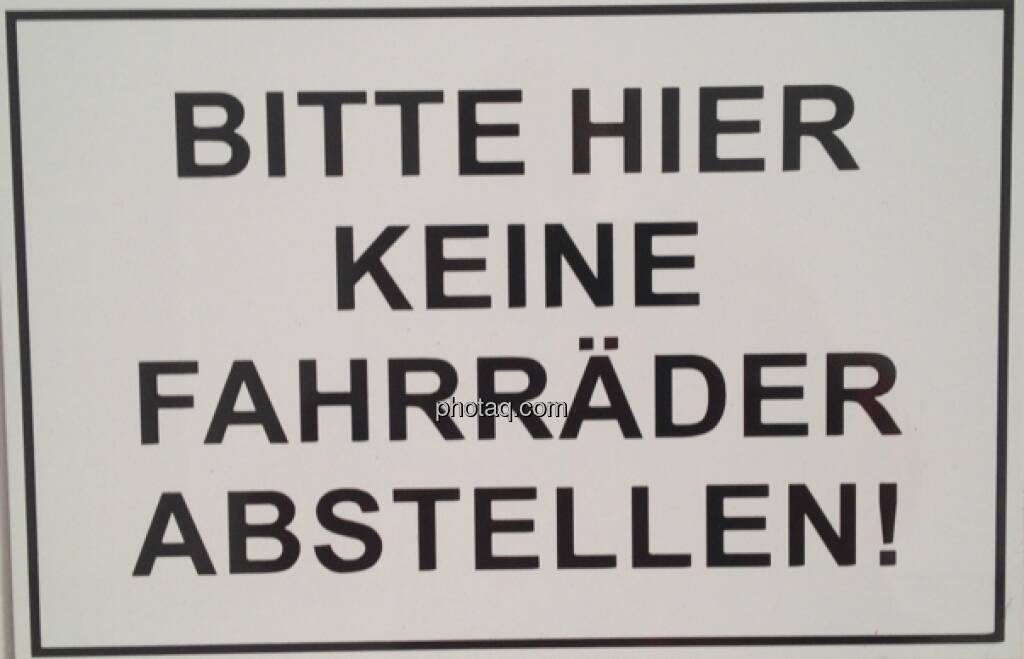 BITTE HIER
KEINE
FAHRRÄDER
photaq.com
ABSTELLEN!